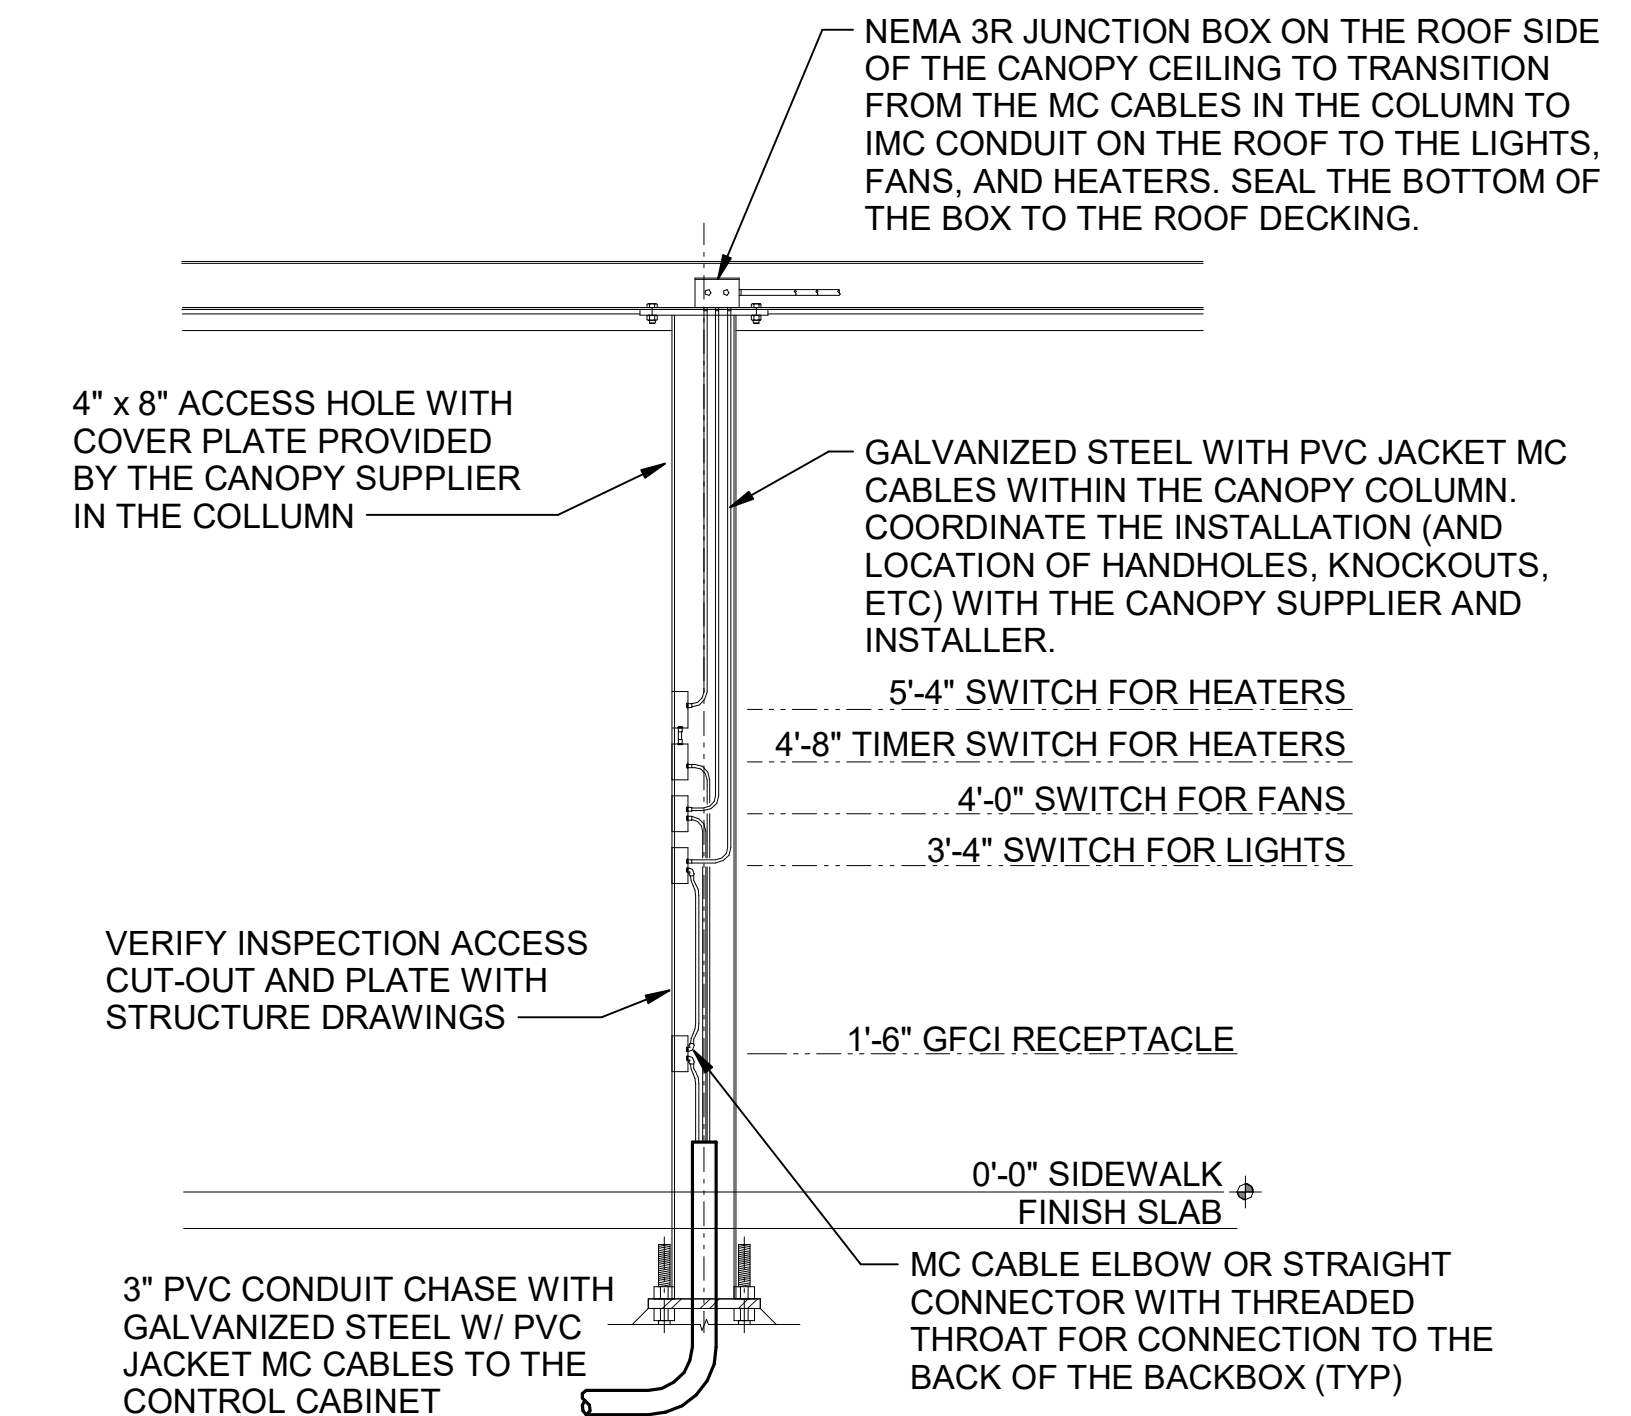 NEMA 3R JUNCTION BOX ON THE ROOF SIDE
OF THE CANOPY CEILING TO TRANSITION
FROM THE MC CABLES IN THE COLUMN TO
IMC CONDUIT ON THE ROOF TO THE LIGHTS,
FANS, AND HEATERS. SEAL THE BOTTOM OF
THE BOX TO THE ROOF DECKING.
4" x 8" ACCESS HOLE WITH
COVER PLATE PROVIDED
BY THE CANOPY SUPPLIER
IN THE COLLUMN
GALVANIZED STEEL WITH PVC JACKET MC
CABLES WITHIN THE CANOPY COLUMN.
COORDINATE THE INSTALLATION (AND
LOCATION OF HANDHOLES, KNOCKOUTS,
ETC) WITH THE CANOPY SUPPLIER AND
INSTALLER.
5'-4" SWITCH FOR HEATERS
4'-8" TIMER SWITCH FOR HEATERS
4'-0" SWITCH FOR FANS
3'-4" SWITCH FOR LIGHTS
VERIFY INSPECTION ACCESS
CUT-OUT AND PLATE WITH
STRUCTURE DRAWINGS
1'-6" GFCI RECEPTACLE
0'-0" SIDEWALK
FINISH SLAB
MC CABLE ELBOW OR STRAIGHT
CONNECTOR WITH THREADED
THROAT FOR CONNECTION TO THE
BACK OF THE BACKBOX (TYP)
3" PVC CONDUIT CHASE WITH
GALVANIZED STEEL W/ PVC
JACKET MC CABLES TO THE
CONTROL CABINET